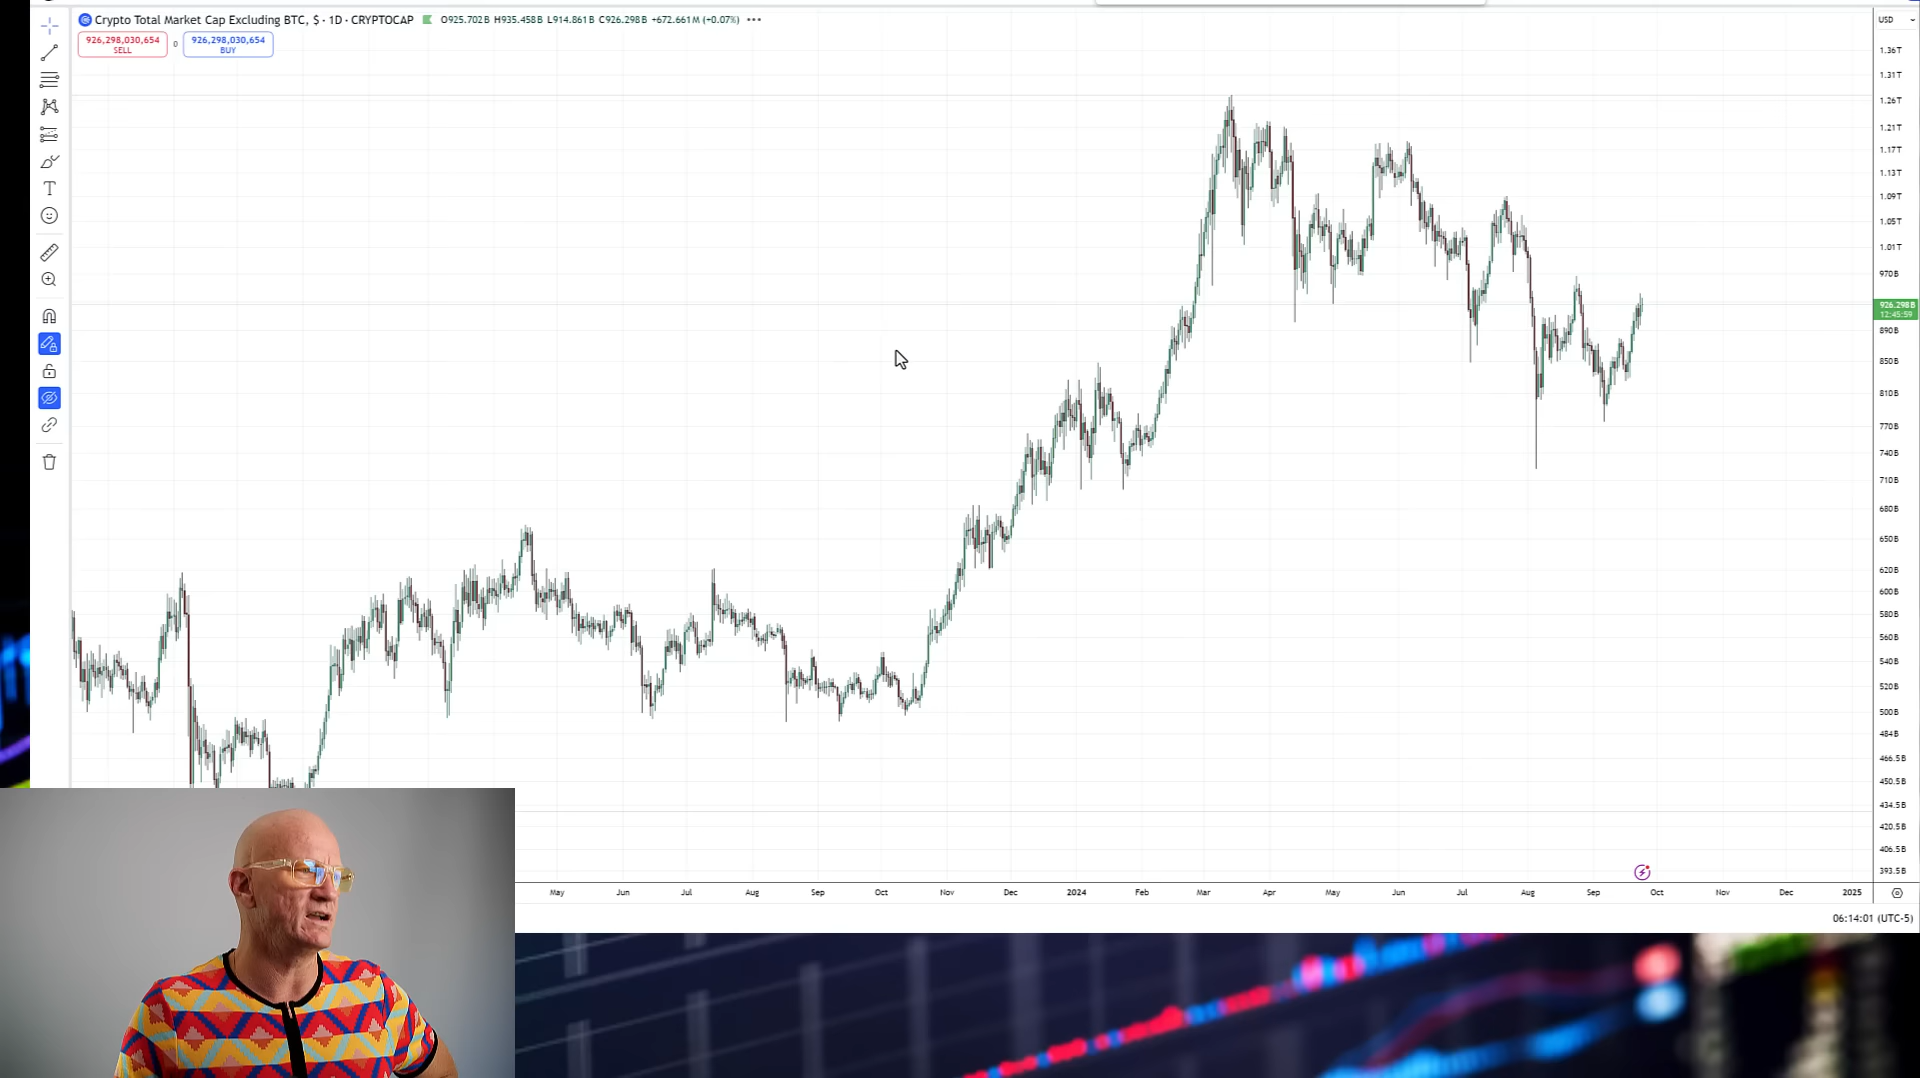 Crypto Total Market Cap Excluding BTC, $ · 1D · CRYPTOCAP O925.702B H935.458B L914.861B C926.298B +672.661M (+0.07%)
926,298,030,654 SELL
0
926,298,030,654 BUY
USD
1.36T
1.31T
1.26T
1.21T
1.17T
1.13T
1.09T
1.05T
1.01T
970B
926.298B
12:45:59
890B
850B
810B
770B
740B
710B
680B
650B
620B
600B
580B
560B
540B
520B
500B
484B
466.5B
450.5B
434.5B
420.5B
406.5B
393.5B
May Jun Jul Aug Sep Oct Nov Dec 2024 Feb Mar Apr May Jun Jul Aug Sep Oct Nov Dec 2025
06:14:01 (UTC-5)